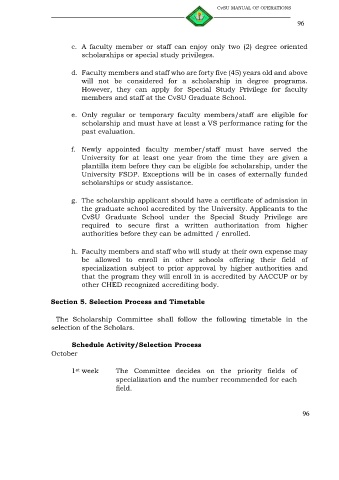 CvSU MANUAL OF OPERATIONS
96
c. A faculty member or staff can enjoy only two (2) degree oriented
scholarships or special study privileges.
d. Faculty members and staff who are forty five (45) years old and above
will not be considered for a scholarship in degree programs.
However, they can apply for Special Study Privilege for faculty
members and staff at the CvSU Graduate School.
e. Only regular or temporary faculty members/staff are eligible for
scholarship and must have at least a VS performance rating for the
past evaluation.
f. Newly appointed faculty member/staff must have served the
University for at least one year from the time they are given a
plantilla item before they can be eligible foe scholarship, under the
University FSDP. Exceptions will be in cases of externally funded
scholarships or study assistance.
g. The scholarship applicant should have a certificate of admission in
the graduate school accredited by the University. Applicants to the
CvSU Graduate School under the Special Study Privilege are
required to secure first a written authorization from higher
authorities before they can be admitted / enrolled.
h. Faculty members and staff who will study at their own expense may
be allowed to enroll in other schools offering their field of
specialization subject to prior approval by higher authorities and
that the program they will enroll in is accredited by AACCUP or by
other CHED recognized accrediting body.
Section 5. Selection Process and Timetable
The Scholarship Committee shall follow the following timetable in the
selection of the Scholars.
Schedule Activity/Selection Process
October
1st week The Committee decides on the priority fields of
specialization and the number recommended for each
field.
96